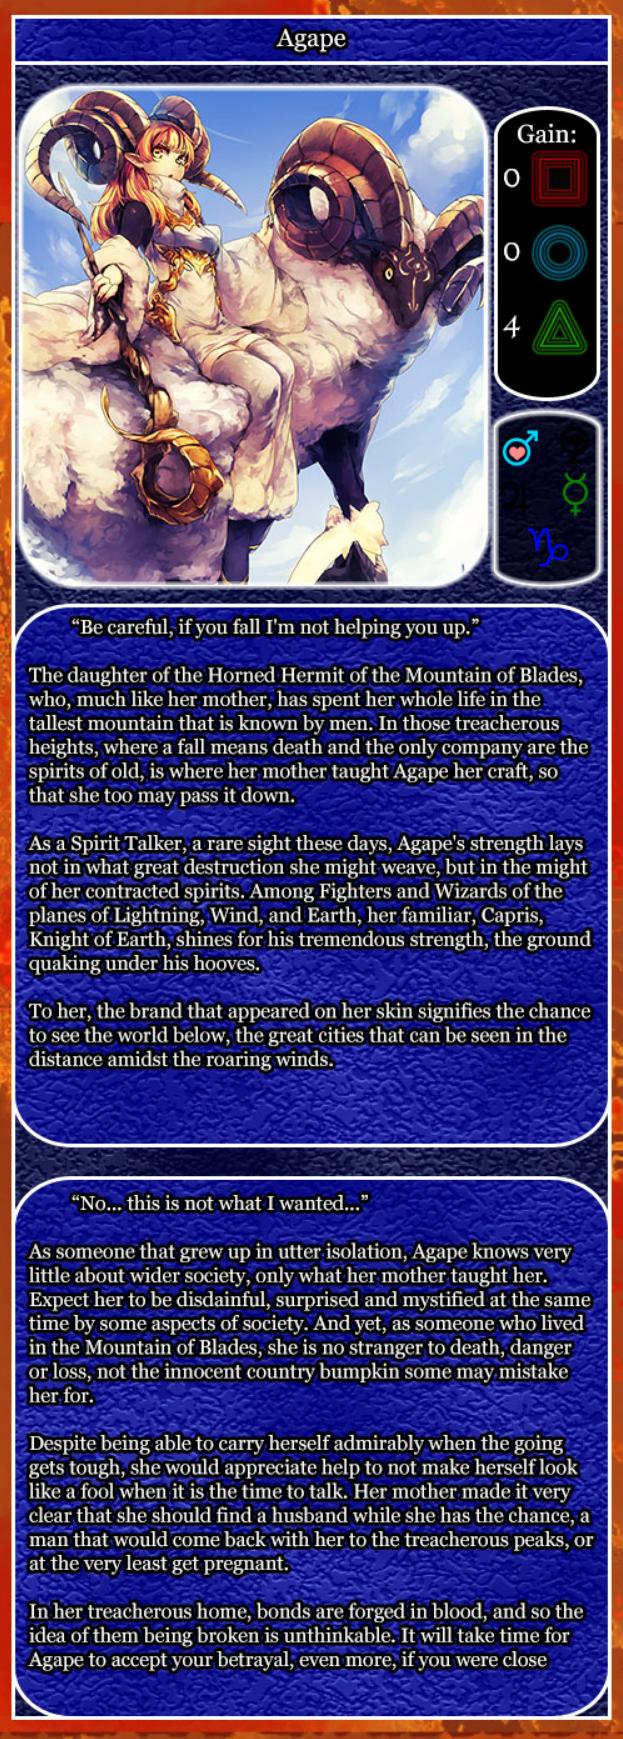 Agape
Gain:
0
0
4
“Be careful, if you fall I'm not helping you up.”
The daughter of the Horned Hermit of the Mountain of Blades,
who, much like her mother, has spent her whole life in the
tallest mountain that is known by men. In those treacherous
heights, where a fall means death and the only company are the
spirits of old, is where her mother taught Agape her craft, so
that she too may pass it down.
As a Spirit Talker, a rare sight these days, Agape's strength lays
not in what great destruction she might weave, but in the might
of her contracted spirits. Among Fighters and Wizards of the
planes of Lightning, Wind, and Earth, her familiar, Capris,
Knight of Earth, shines for his tremendous strength, the ground
quaking under his hooves.
To her, the brand that appeared on her skin signifies the chance
to see the world below, the great cities that can be seen in the
distance amidst the roaring winds.
“No... this is not what I wanted...”
As someone that grew up in utter isolation, Agape knows very
little about wider society, only what her mother taught her.
Expect her to be disdainful, surprised and mystified at the same
time by some aspects of society. And yet, as someone who lived
in the Mountain of Blades, she is no stranger to death, danger
or loss, not the innocent country bumpkin some may mistake
her for.
Despite being able to carry herself admirably when the going
gets tough, she would appreciate help to not make herself look
like a fool when it is the time to talk. Her mother made it very
clear that she should find a husband while she has the chance, a
man that would come back with her to the treacherous peaks, or
at the very least get pregnant.
In her treacherous home, bonds are forged in blood, and so the
idea of them being broken is unthinkable. It will take time for
Agape to accept your betrayal, even more, if you were close